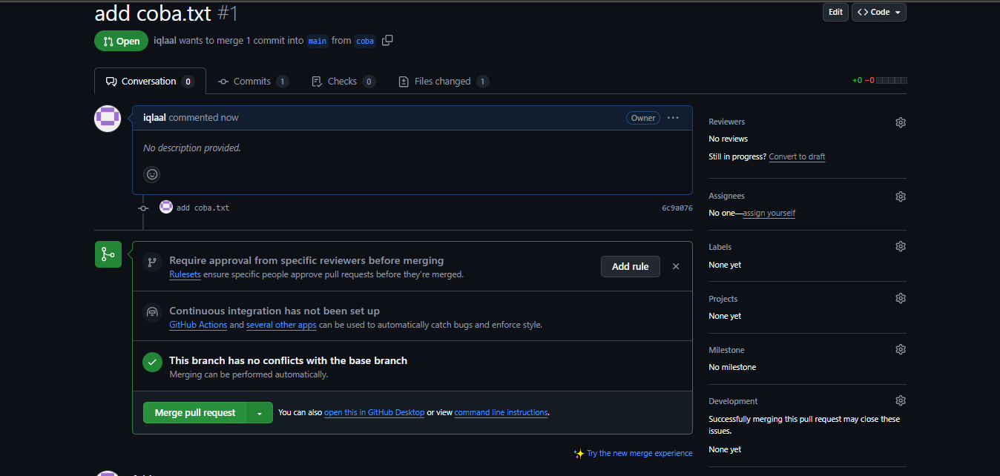 add coba.txt #1
Edit
<> Code
Open
iqlaal wants to merge 1 commit into main from coba
Conversation 0
Commits 1
Checks 0
Files changed 1
+0 −0
iqlaal commented now
Owner
No description provided.
add coba.txt
6c9a076
Require approval from specific reviewers before merging
Rulesets ensure specific people approve pull requests before they're merged.
Add rule
Continuous integration has not been set up
GitHub Actions and several other apps can be used to automatically catch bugs and enforce style.
This branch has no conflicts with the base branch
Merging can be performed automatically.
Merge pull request
You can also open this in GitHub Desktop or view command line instructions.
Try the new merge experience
Reviewers
No reviews
Still in progress? Convert to draft
Assignees
No one—assign yourself
Labels
None yet
Projects
None yet
Milestone
No milestone
Development
Successfully merging this pull request may close these
issues.
None yet